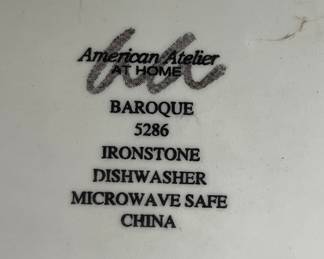 American Atelier
AT HOME
BAROQUE
5286
IRONSTONE
DISHWASHER
MICROWAVE SAFE
CHINA